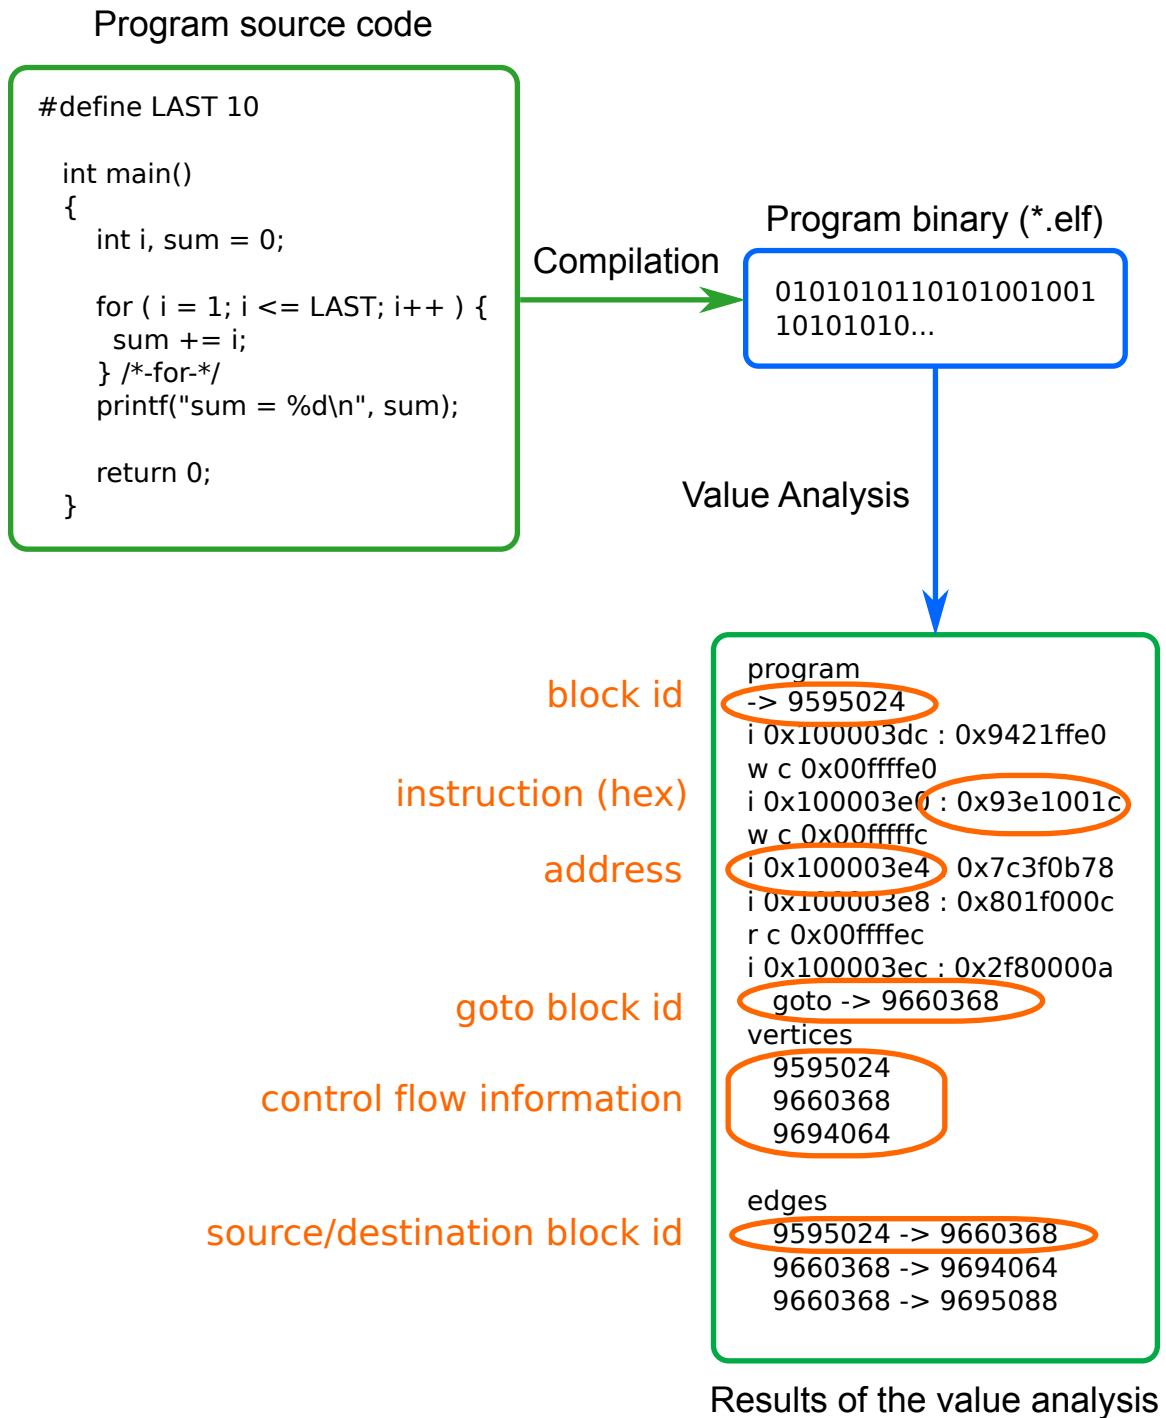 Program source code
#define LAST 10
int main()
{
int i, sum = 0;
for ( i = 1; i <= LAST; i++ ) {
sum += i;
} /*-for-*/
printf("sum = %d\n", sum);
return 0;
}
Compilation
Program binary (*.elf)
0101010110101001001
10101010...
Value Analysis
block id
instruction (hex)
address
goto block id
control flow information
source/destination block id
program
-> 9595024
i 0x100003dc : 0x9421ffe0
w c 0x00ffffe0
i 0x100003e0 : 0x93e1001c
w c 0x00fffffc
i 0x100003e4 : 0x7c3f0b78
i 0x100003e8 : 0x801f000c
r c 0x00ffffec
i 0x100003ec : 0x2f80000a
goto -> 9660368
vertices
9595024
9660368
9694064
edges
9595024 -> 9660368
9660368 -> 9694064
9660368 -> 9695088
Results of the value analysis